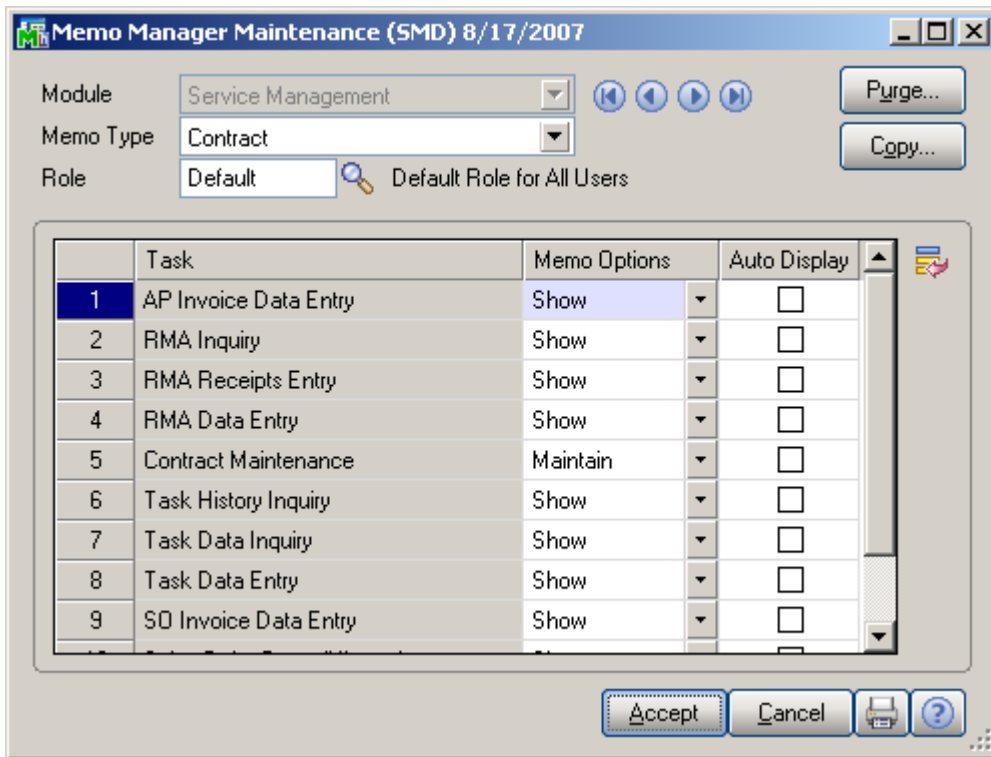 Memo Manager Maintenance (SMD) 8/17/2007
Module Service Management Purge...
Memo Type Contract Copy...
Role Default Default Role for All Users
Task Memo Options Auto Display
1 AP Invoice Data Entry Show
2 RMA Inquiry Show
3 RMA Receipts Entry Show
4 RMA Data Entry Show
5 Contract Maintenance Maintain
6 Task History Inquiry Show
7 Task Data Inquiry Show
8 Task Data Entry Show
9 SO Invoice Data Entry Show
Accept Cancel